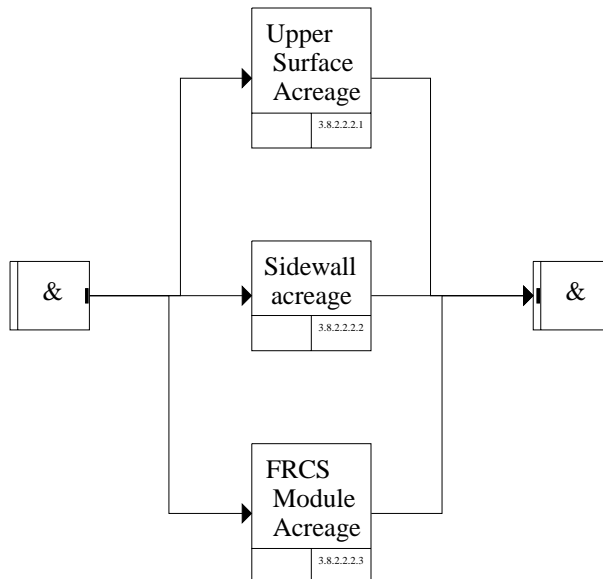 Upper
Surface
Acreage
3.8.2.2.2.1
&
Sidewall
acreage
3.8.2.2.2.2
&
FRCS
Module
Acreage
3.8.2.2.2.3